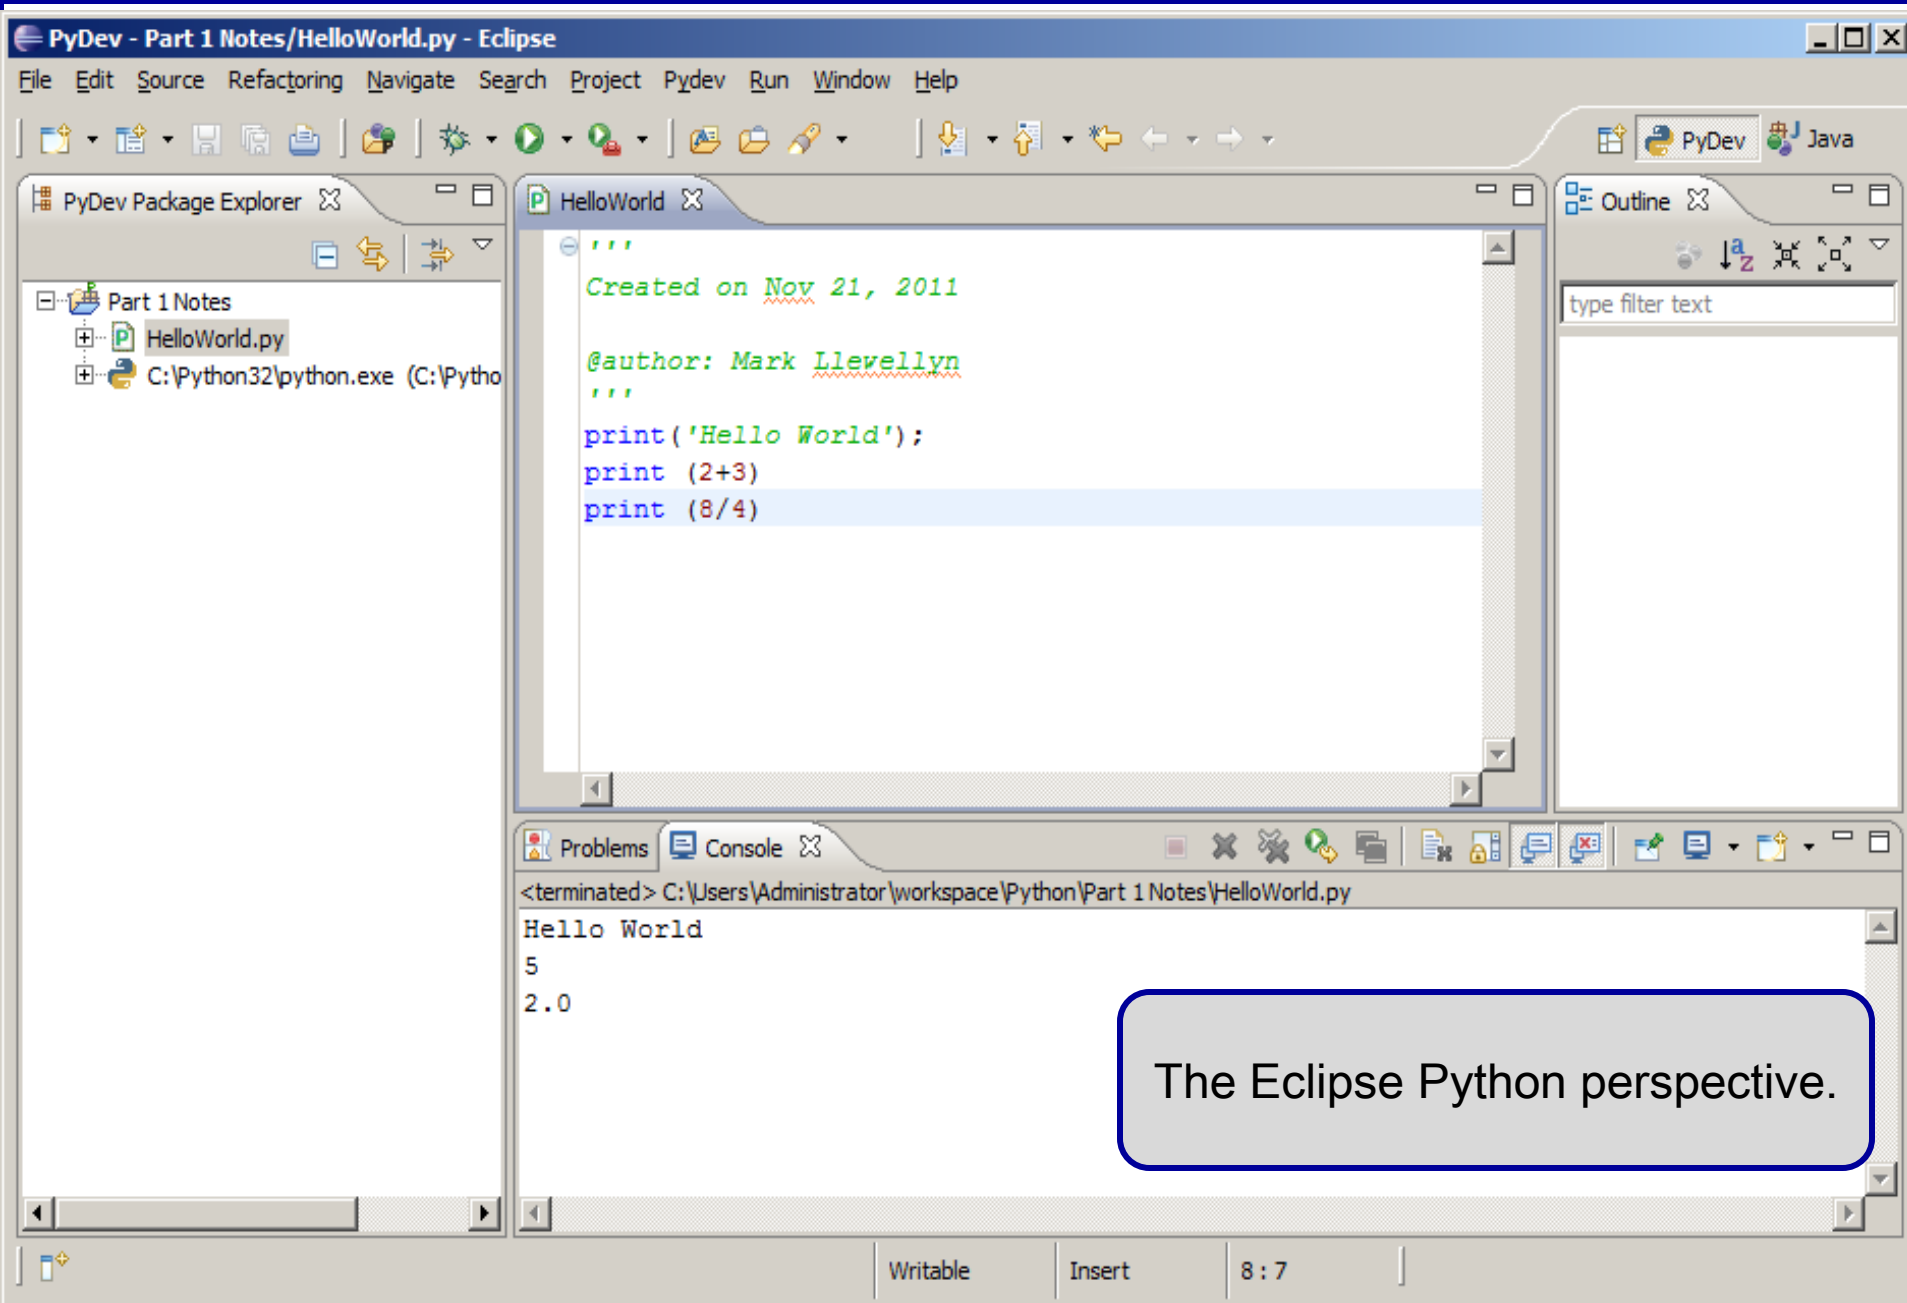 PyDev - Part 1 Notes/HelloWorld.py - Eclipse
File Edit Source Refactoring Navigate Search Project Pydev Run Window Help
PyDev Java
PyDev Package Explorer
Part 1 Notes
HelloWorld.py
C:\Python32\python.exe (C:\Pytho
HelloWorld
'''
Created on Nov 21, 2011
@author: Mark Llewellyn
'''
print('Hello World');
print (2+3)
print (8/4)
Outline
type filter text
Problems Console
<terminated> C:\Users\Administrator\workspace\Python\Part 1 Notes\HelloWorld.py
Hello World
5
2.0
The Eclipse Python perspective.
Writable Insert 8 : 7